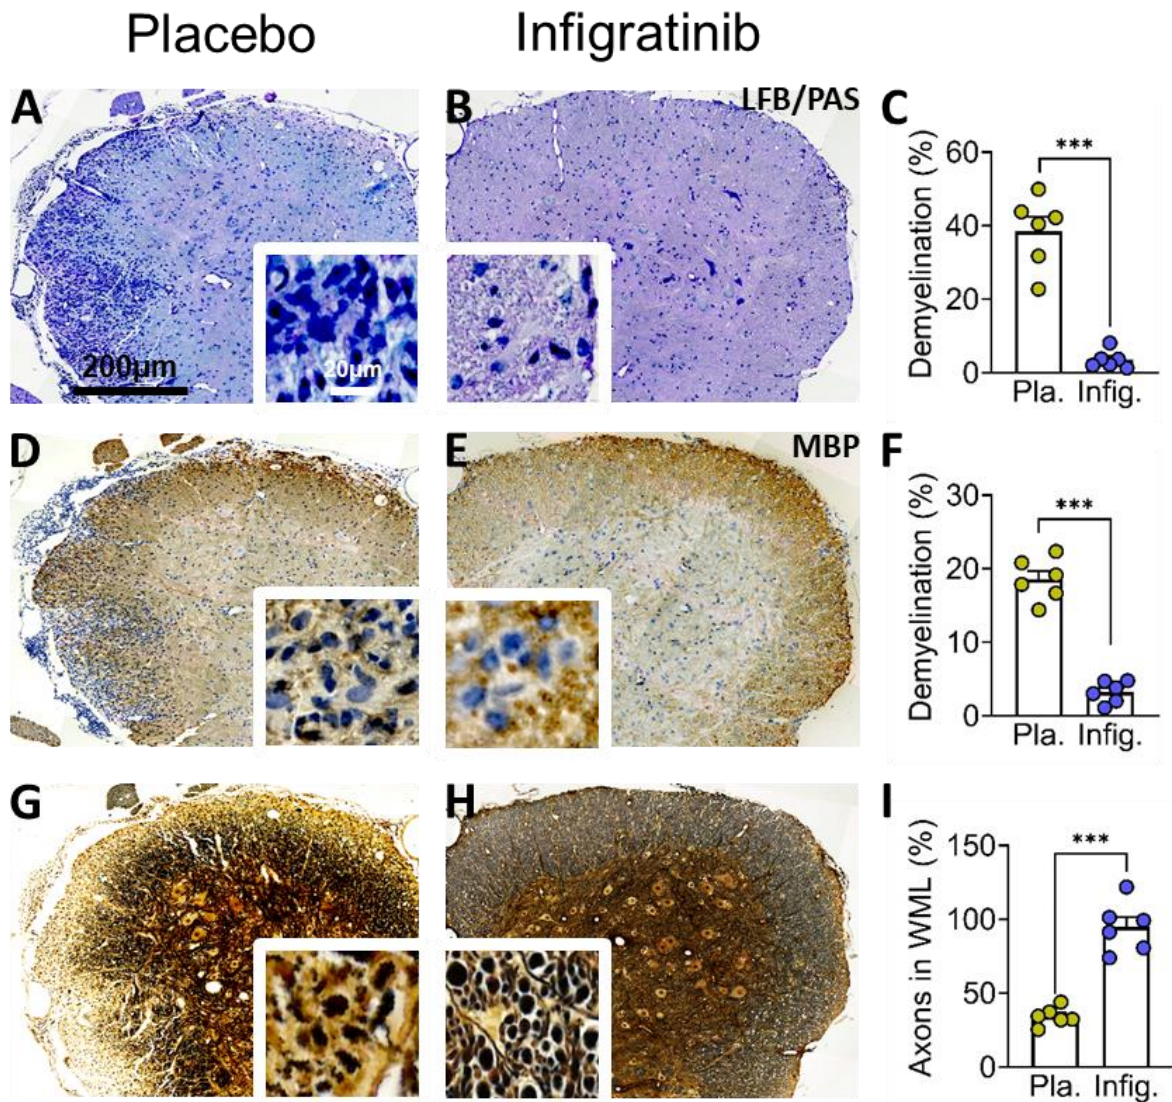 Placebo Infigratinib
A B LFB/PAS
200µm
20µm
C
Demyelination (%)
60
40
20
0
***
Pla. Infig.
D E MBP
F
Demyelination (%)
30
20
10
0
***
Pla. Infig.
G H
I
Axons in WML (%)
150
100
50
0
***
Pla. Infig.